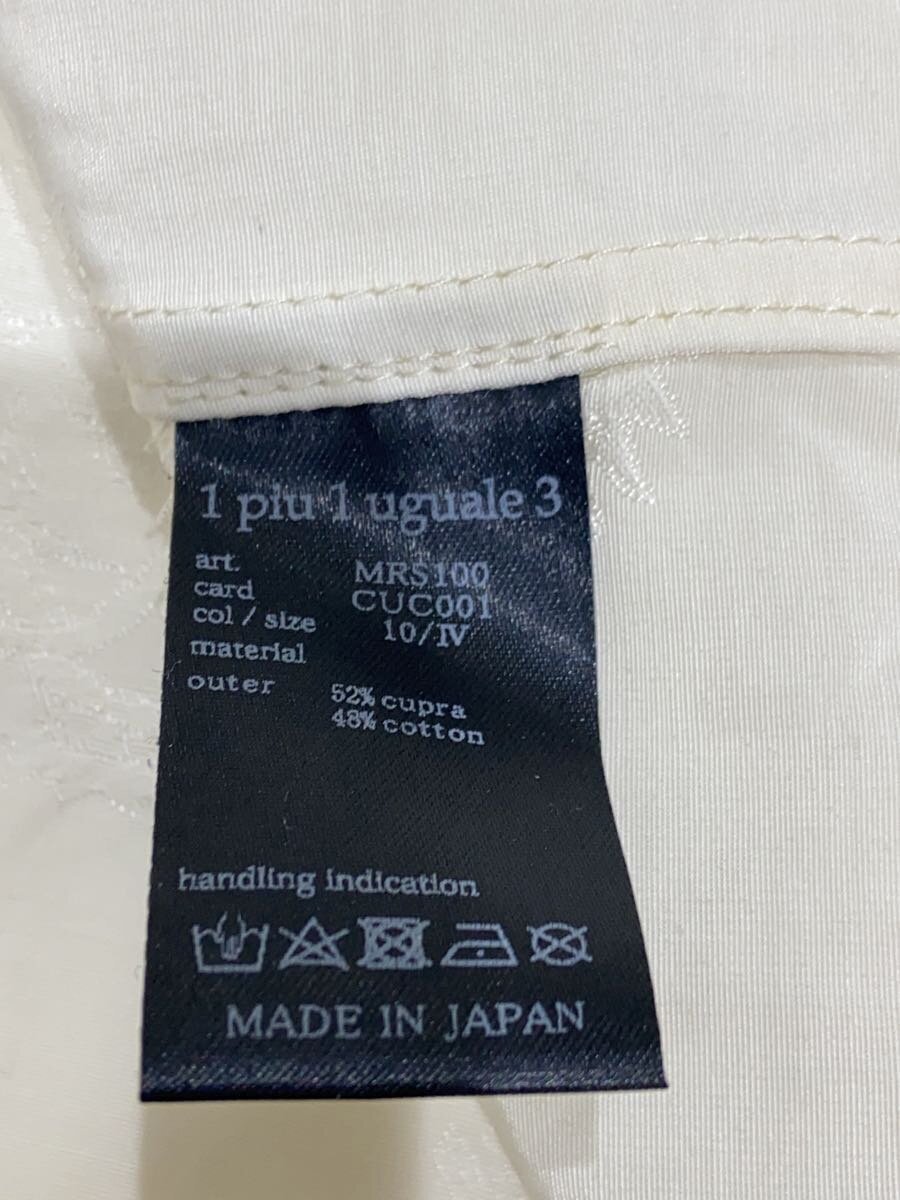 1 piu 1 uguale 3
art. MRS100
card CUC001
col / size 10/IV
material
outer 52% cupra
48% cotton
handling indication
MADE IN JAPAN